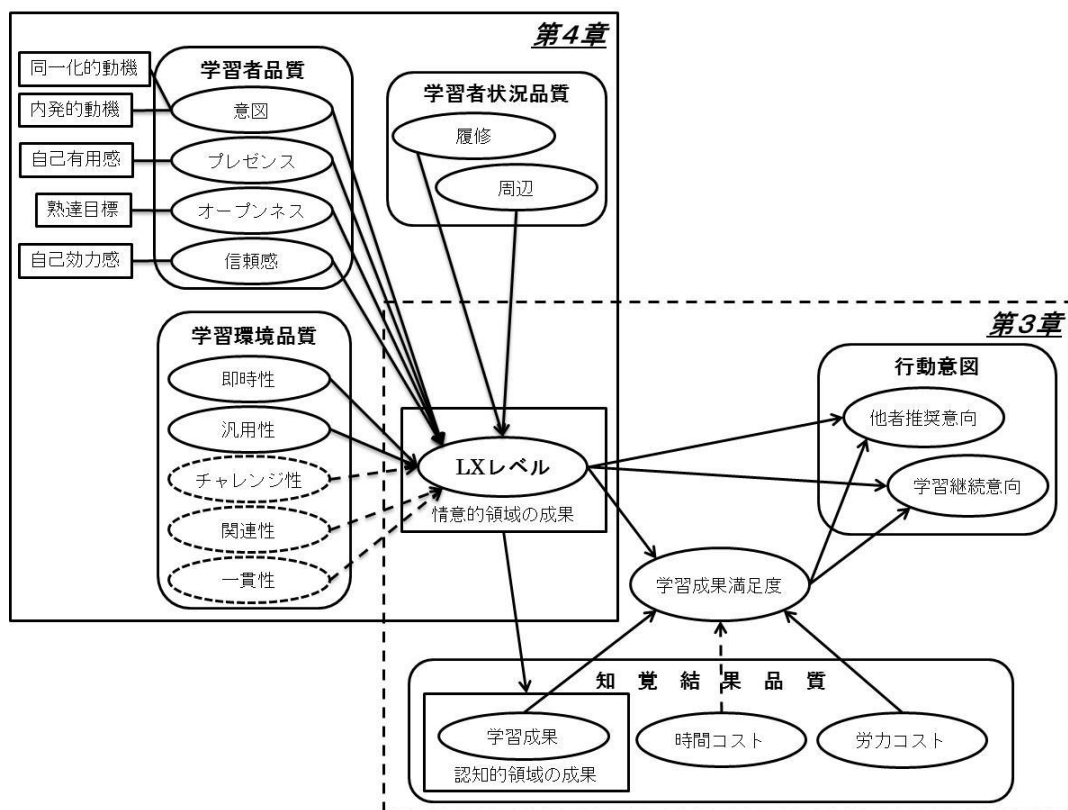 第4章
同一化的動機
内発的動機
自己有用感
熟達目標
自己効力感
学習者品質
意図
プレゼンス
オープンネス
信頼感
学習者状況品質
履修
周辺
学習環境品質
即時性
汎用性
チャレンジ性
関連性
一貫性
LXレベル
情意的領域の成果
第3章
行動意図
他者推奨意向
学習継続意向
学習成果満足度
知覚結果品質
学習成果
認知的領域の成果
時間コスト
労力コスト